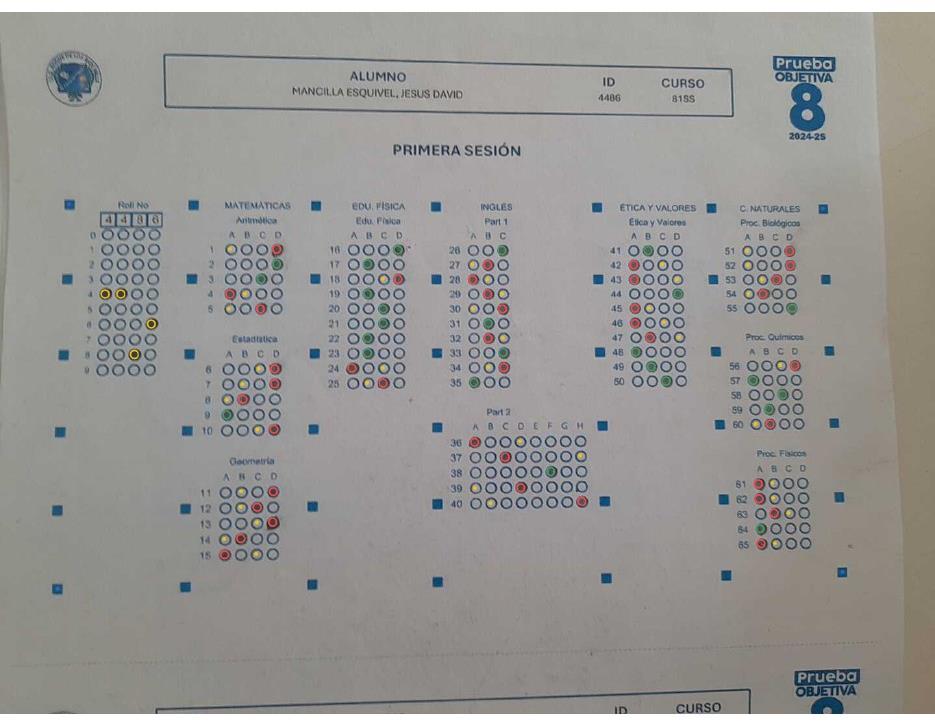 Prueba
OBJETIVA
8
2024-25
ALUMNO ID CURSO
MANCILLA ESQUIVEL, JESUS DAVID 4486 81SS
PRIMERA SESIÓN
Roll No
4 4 8 6
0
1
2
3
4
5
6
7
8
9
MATEMÁTICAS
Aritmética
A B C D
1
2
3
4
5
Estadística
A B C D
6
7
8
9
10
Geometría
A B C D
11
12
13
14
15
EDU. FÍSICA
Edu. Física
A B C D
16
17
18
19
20
21
22
23
24
25
INGLÉS
Part 1
A B C
26
27
28
29
30
31
32
33
34
35
Part 2
A B C D E F G H
36
37
38
39
40
ÉTICA Y VALORES
Ética y Valores
A B C D
41
42
43
44
45
46
47
48
49
50
C. NATURALES
Proc. Biológicos
A B C D
51
52
53
54
55
Proc. Químicos
A B C D
56
57
58
59
60
Proc. Físicos
A B C D
61
62
63
64
65
Prueba
OBJETIVA
ID CURSO